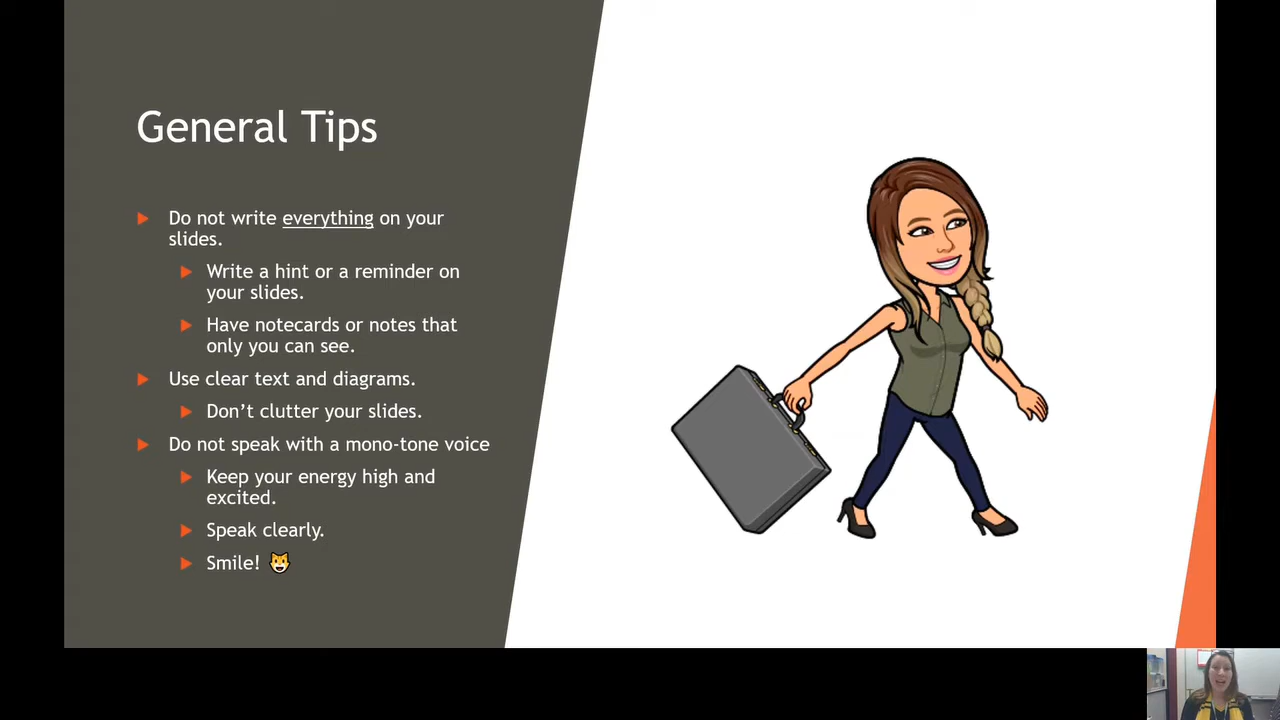 General Tips
Do not write everything on your
slides.
Write a hint or a reminder on
your slides.
Have notecards or notes that
only you can see.
Use clear text and diagrams.
Don’t clutter your slides.
Do not speak with a mono-tone voice
Keep your energy high and
excited.
Speak clearly.
Smile! 😺